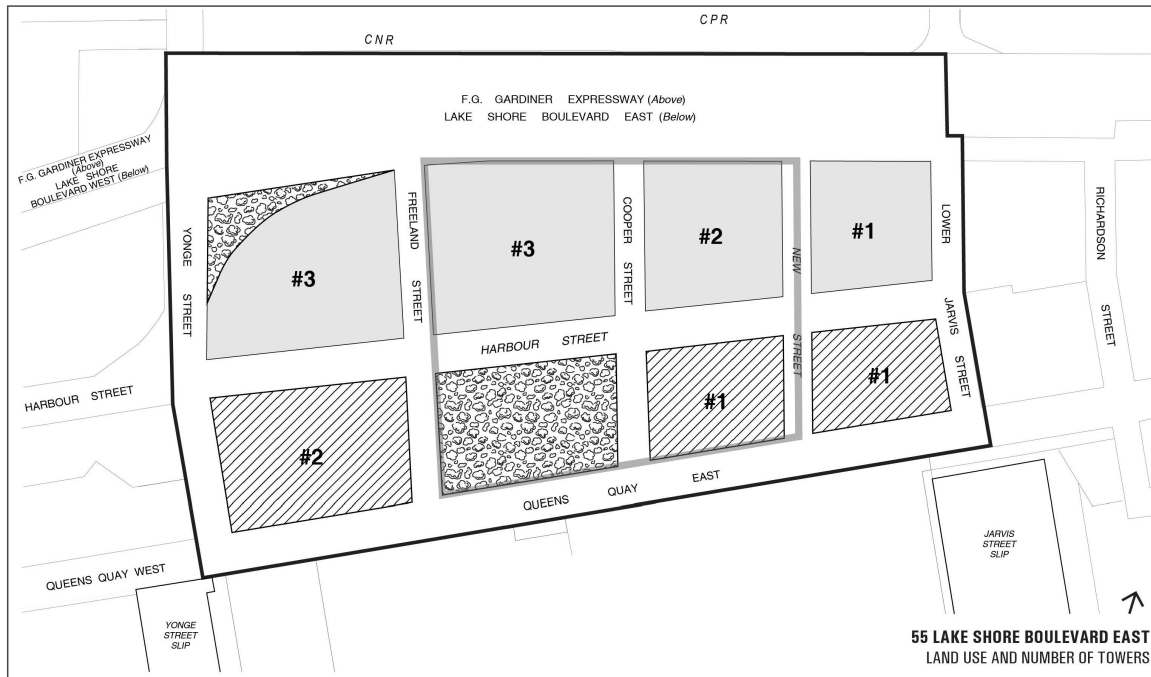 CPR
CNR
F.G. GARDINER EXPRESSWAY (Above)
LAKE SHORE BOULEVARD EAST (Below)
F.G. GARDINER EXPRESSWAY
(Above)
LAKE SHORE
BOULEVARD WEST (Below)
YONGE
STREET
FREELAND
STREET
COOPER
STREET
NEW
STREET
LOWER
JARVIS
STREET
RICHARDSON
STREET
#3
#3
#2
#1
HARBOUR STREET
HARBOUR STREET
#2
#1
#1
QUEENS QUAY EAST
QUEENS QUAY WEST
YONGE
STREET
SLIP
JARVIS
STREET
SLIP
55 LAKE SHORE BOULEVARD EAST
LAND USE AND NUMBER OF TOWERS